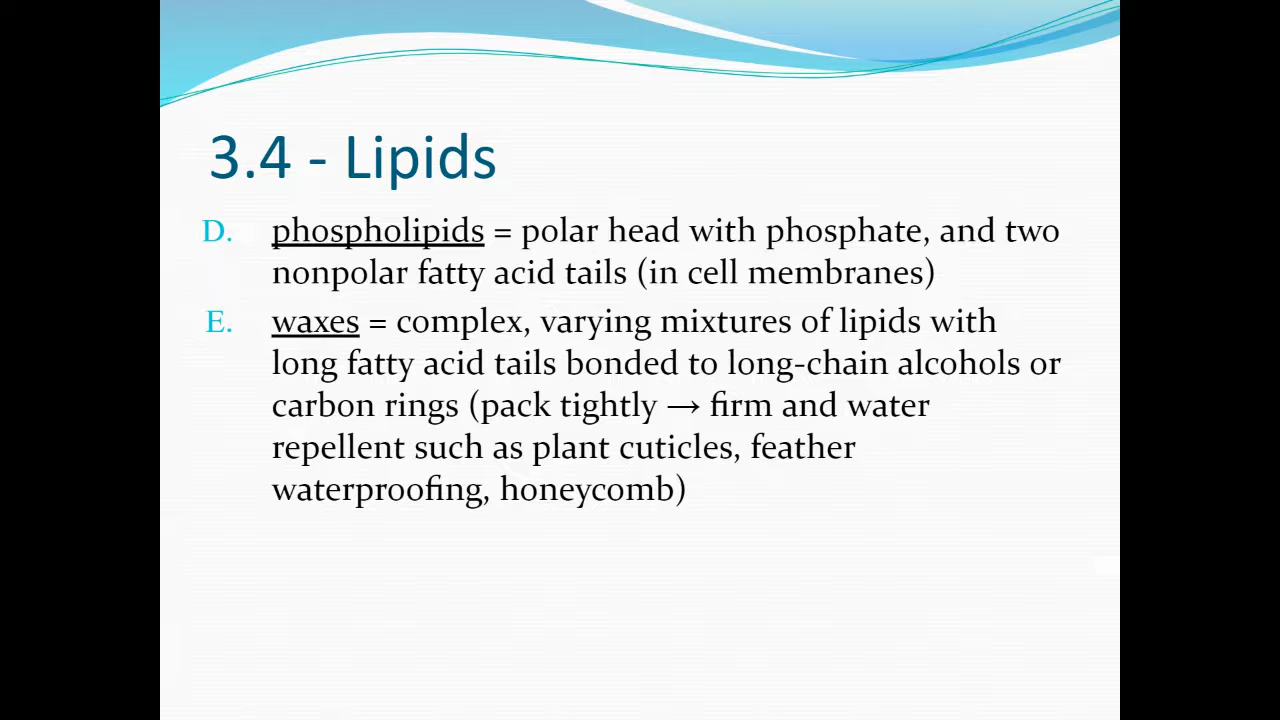 3.4 - Lipids
D. phospholipids = polar head with phosphate, and two
nonpolar fatty acid tails (in cell membranes)
E. waxes = complex, varying mixtures of lipids with
long fatty acid tails bonded to long-chain alcohols or
carbon rings (pack tightly → firm and water
repellent such as plant cuticles, feather
waterproofing, honeycomb)